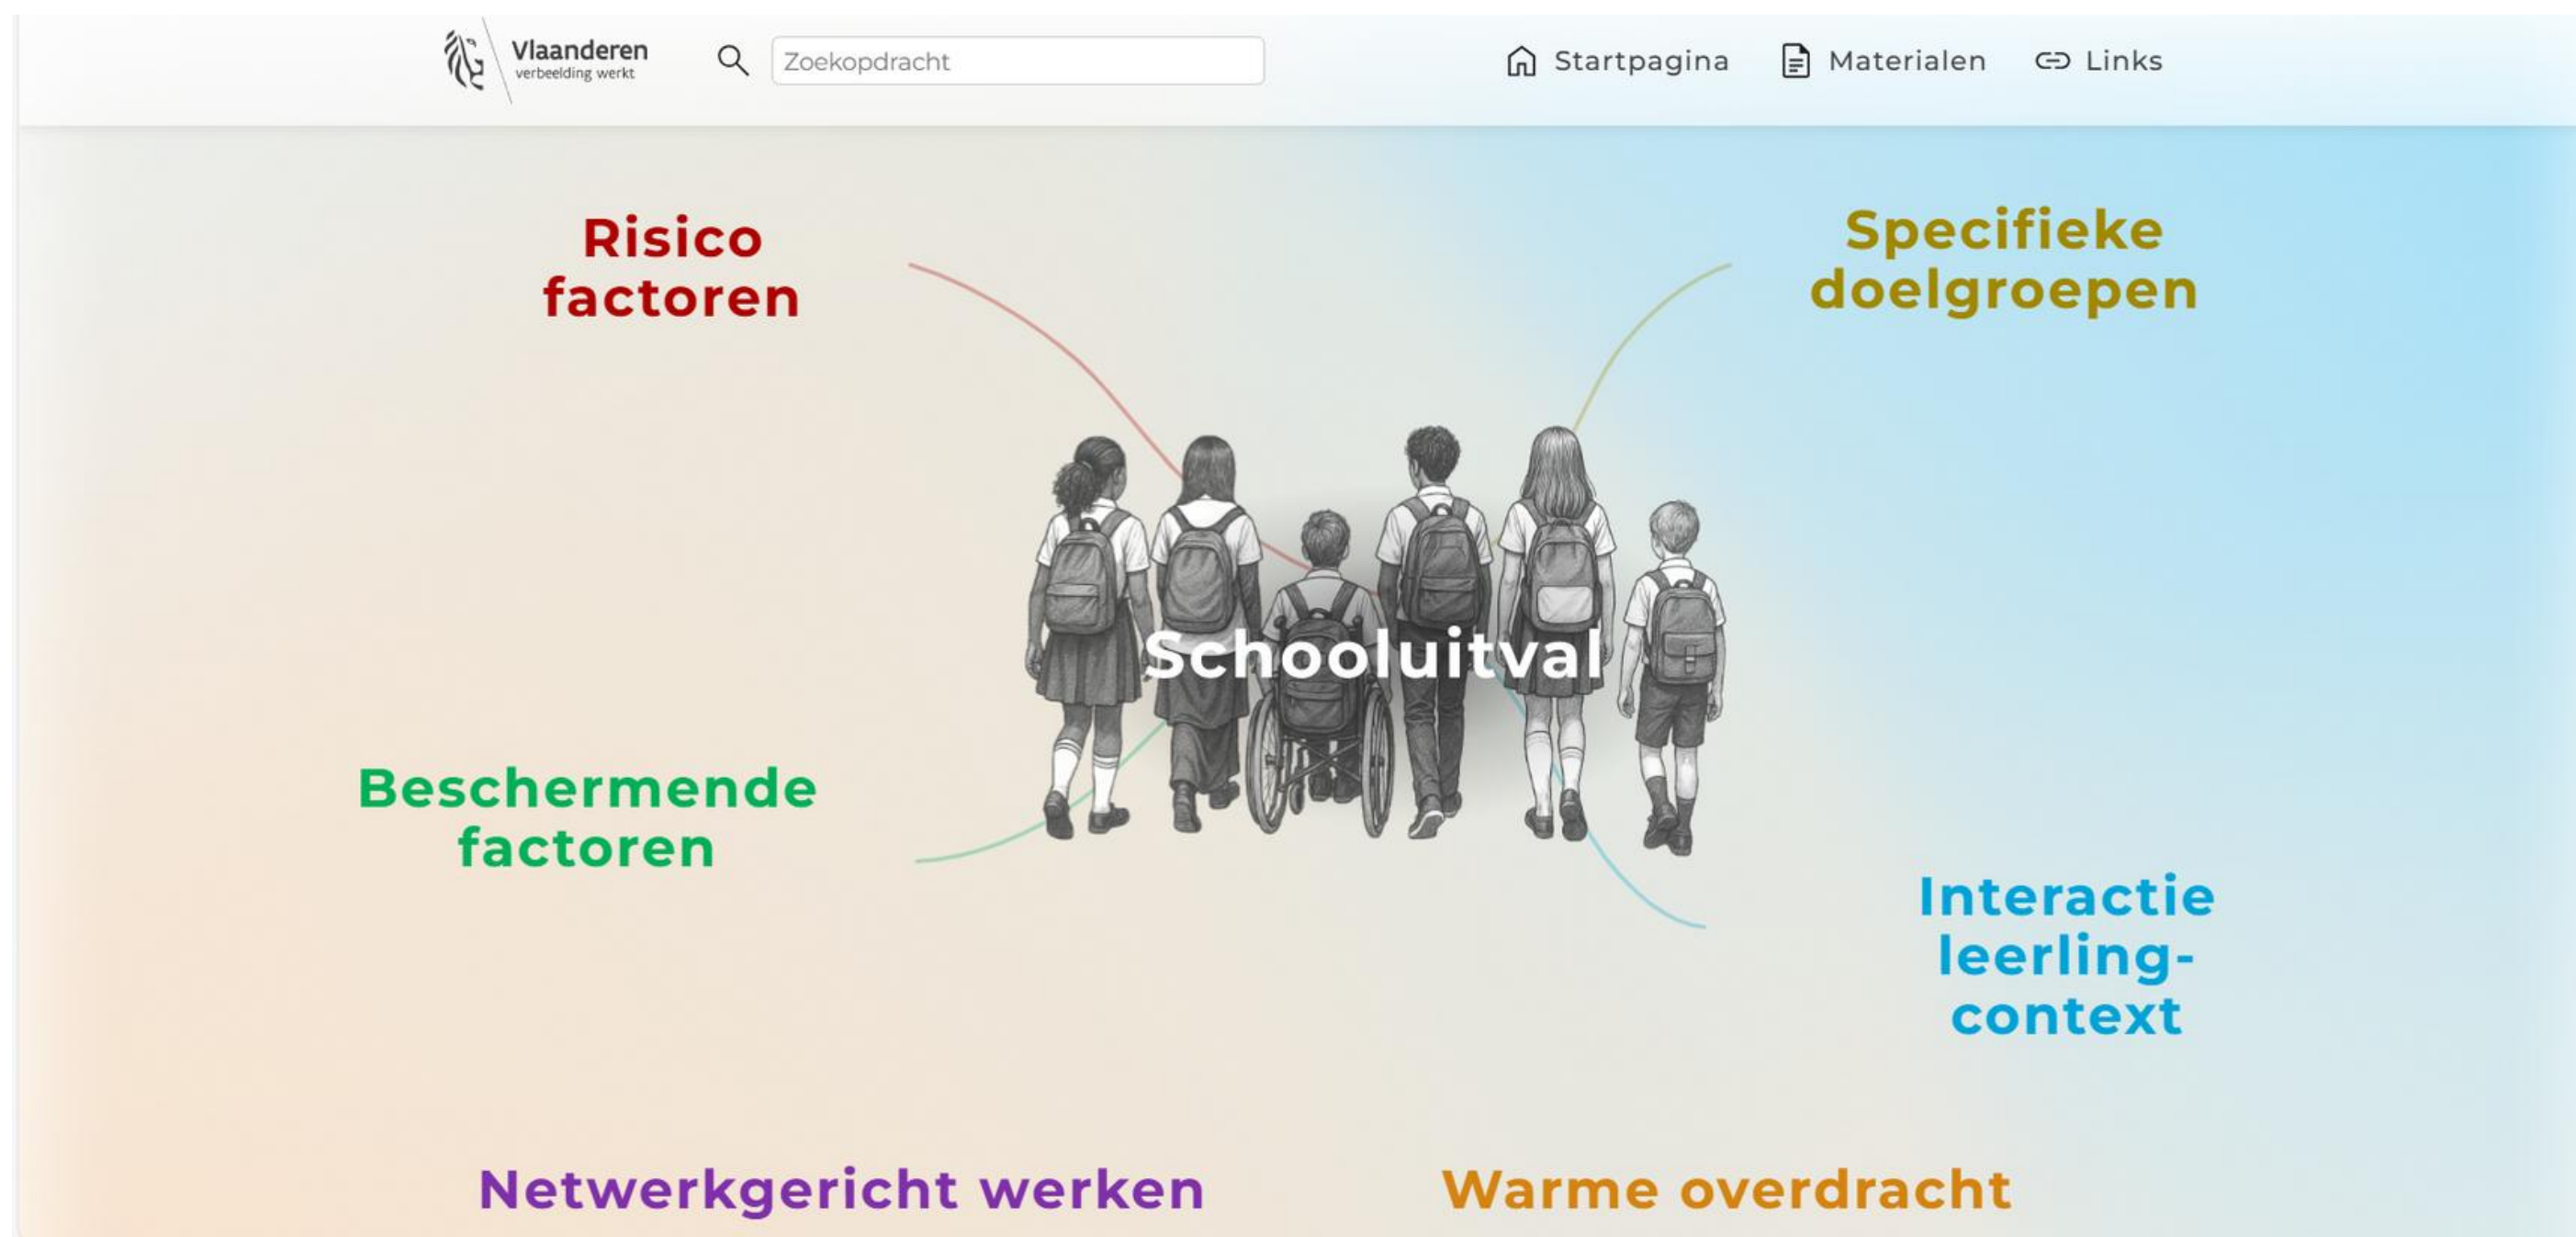 Vlaanderen
verbeelding werkt
Zoekopdracht
Startpagina
Materialen
Links
Risico
factoren
Specifieke
doelgroepen
Schooluitval
Beschermende
factoren
Interactie
leerling-
context
Netwerkgericht werken
Warme overdracht